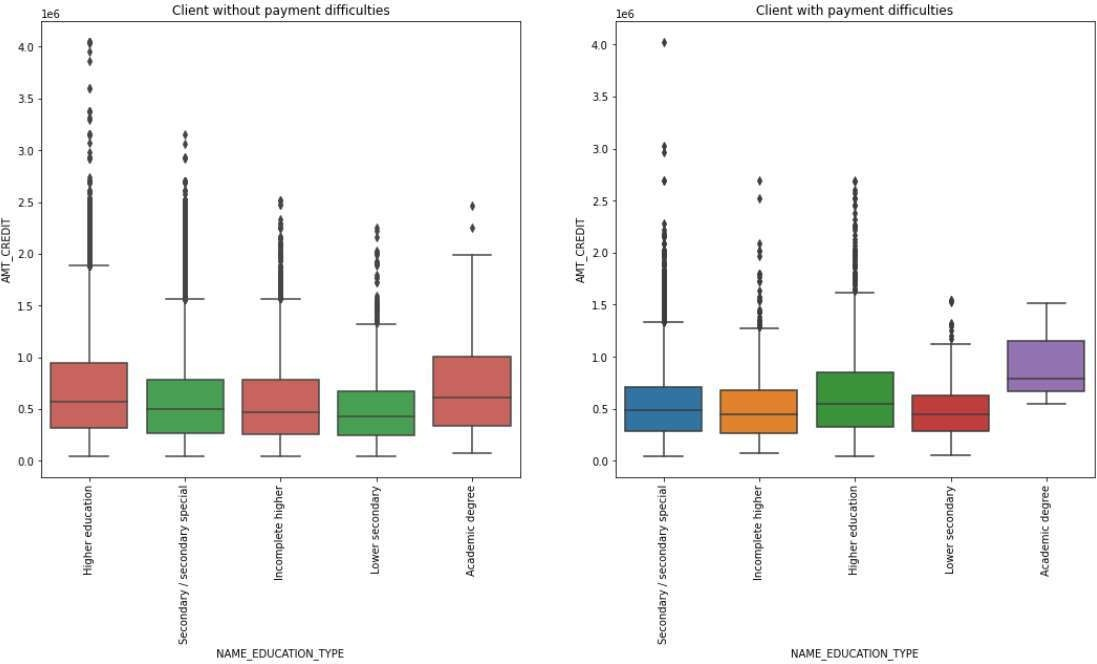 Client without payment difficulties
1e6
4.0
3.5
3.0
2.5
2.0
1.5
1.0
0.5
0.0
AMT_CREDIT
Higher education
Secondary / secondary special
Incomplete higher
Lower secondary
Academic degree
NAME_EDUCATION_TYPE
Client with payment difficulties
1e6
4.0
3.5
3.0
2.5
2.0
1.5
1.0
0.5
0.0
AMT_CREDIT
Secondary / secondary special
Incomplete higher
Higher education
Lower secondary
Academic degree
NAME_EDUCATION_TYPE